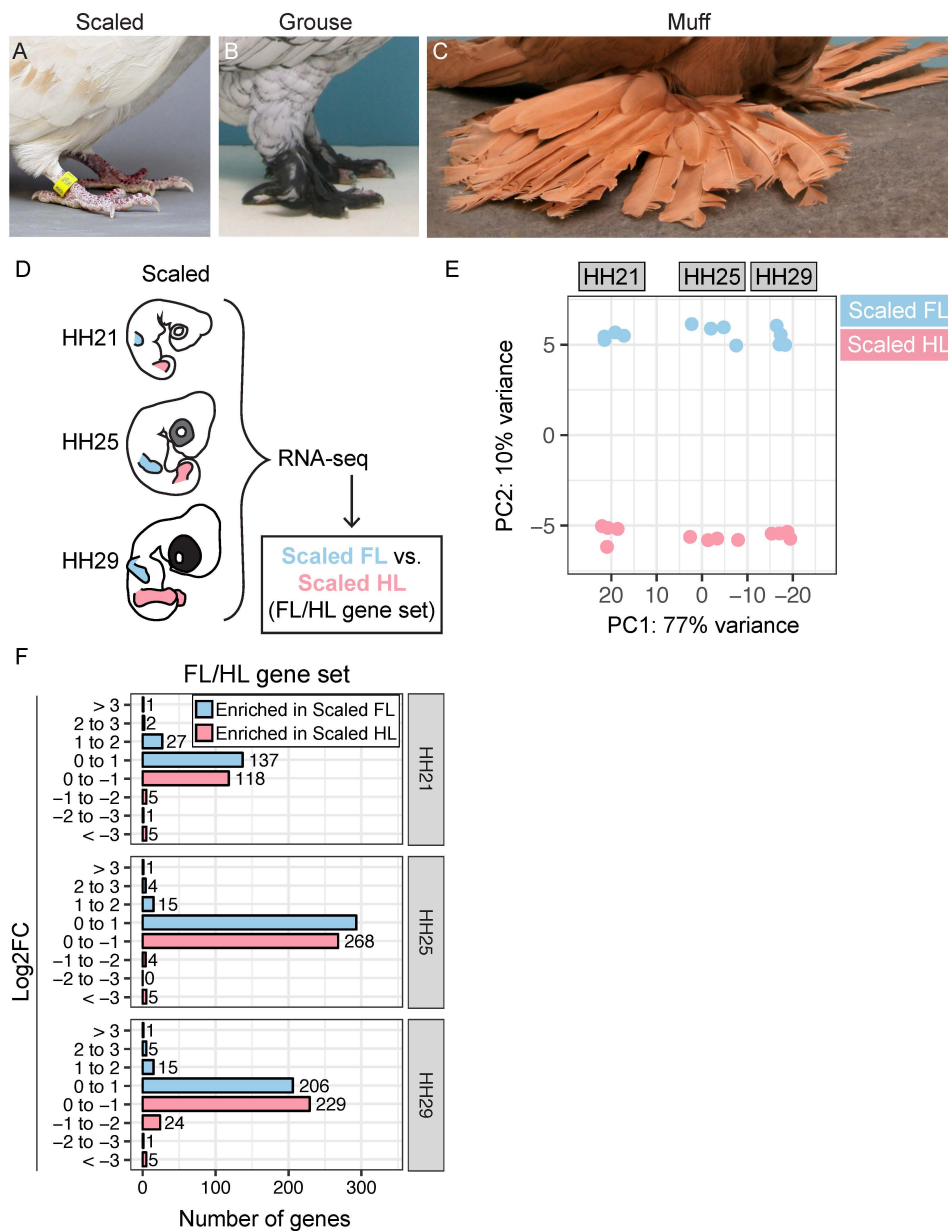 Scaled Grouse Muff
A B C
D
Scaled
HH21
HH25
HH29
RNA-seq
Scaled FL vs.
Scaled HL
(FL/HL gene set)
E
HH21 HH25 HH29
Scaled FL
Scaled HL
PC2: 10% variance
5
0
−5
20 10 0 −10 −20
PC1: 77% variance
F
FL/HL gene set
Enriched in Scaled FL
Enriched in Scaled HL
Log2FC
> 3 1
2 to 3 2
1 to 2 27
0 to 1 137
0 to −1 118
−1 to −2 5
−2 to −3 1
< −3 5
HH21
> 3 1
2 to 3 4
1 to 2 15
0 to 1
0 to −1 268
−1 to −2 4
−2 to −3 0
< −3 5
HH25
> 3 1
2 to 3 5
1 to 2 15
0 to 1 206
0 to −1 229
−1 to −2 24
−2 to −3 1
< −3 5
HH29
0 100 200 300
Number of genes